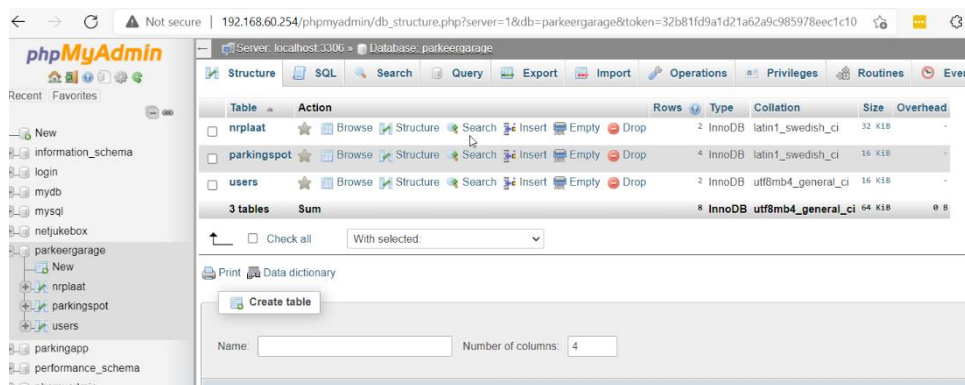 Not secure | 192.168.60.254/phpmyadmin/db_structure.php?server=1&db=parkeergarage&token=32b81fd9a1d21a62a9c985978eec1c10
phpMyAdmin
Recent Favorites
New
information_schema
login
mydb
mysql
netjukebox
parkeergarage
New
nrplaat
parkingspot
users
parkingapp
performance_schema
Server: localhost:3306 » Database: parkeergarage
Structure SQL Search Query Export Import Operations Privileges Routines Eve
Table Action Rows Type Collation Size Overhead
nrplaat Browse Structure Search Insert Empty Drop 2 InnoDB latin1_swedish_ci 32 KiB -
parkingspot Browse Structure Search Insert Empty Drop 4 InnoDB latin1_swedish_ci 16 KiB -
users Browse Structure Search Insert Empty Drop 2 InnoDB utf8mb4_general_ci 16 KiB -
3 tables Sum 8 InnoDB utf8mb4_general_ci 64 KiB 0 B
Check all With selected:
Print Data dictionary
Create table
Name: Number of columns: 4